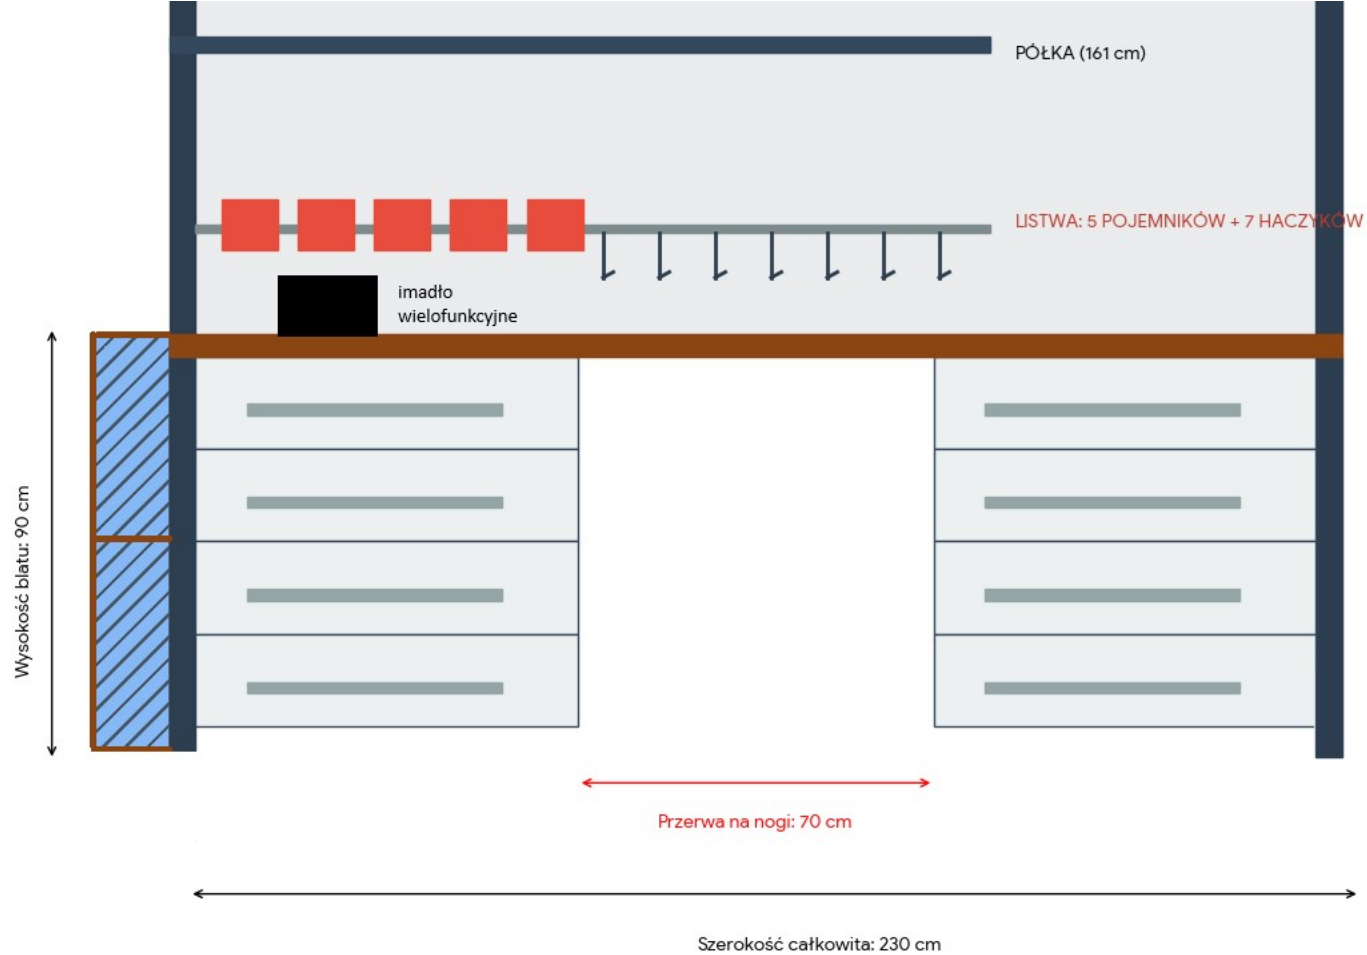 PÓŁKA (161 cm)
LISTWA: 5 POJEMNIKÓW + 7 HACZYKÓW
imadło
wielofunkcyjne
Wysokość blatu: 90 cm
Przerwa na nogi: 70 cm
Szerokość całkowita: 230 cm